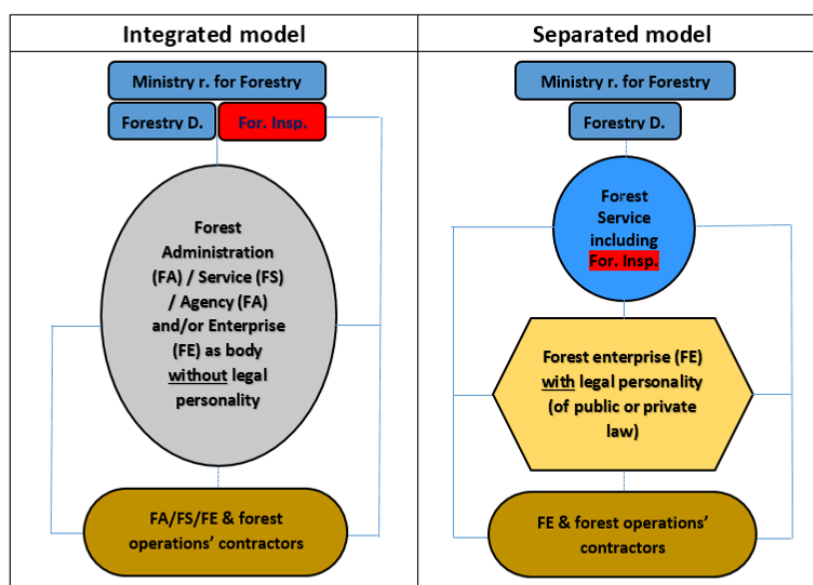 Integrated model
Ministry r. for Forestry
Forestry D.
For. Insp.
Forest
Administration
(FA) / Service (FS)
/ Agency (FA)
and/or Enterprise
(FE) as body
without legal
personality
FA/FS/FE & forest
operations’ contractors
Separated model
Ministry r. for Forestry
Forestry D.
Forest
Service
including
For. Insp.
Forest enterprise (FE)
with legal personality
(of public or private
law)
FE & forest operations’
contractors